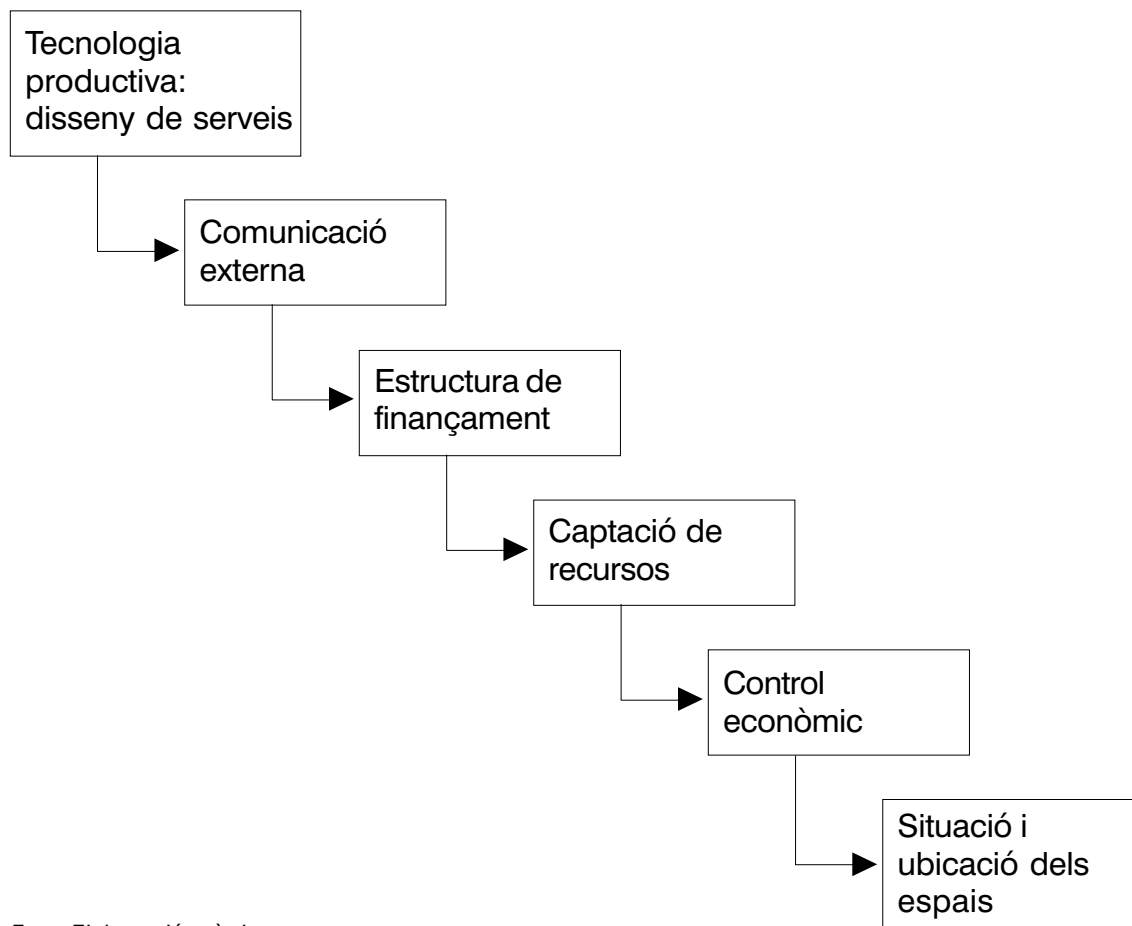 Tecnologia
productiva:
disseny de serveis
Comunicació
externa
Estructura de
finançament
Captació de
recursos
Control
econòmic
Situació i
ubicació dels
espais